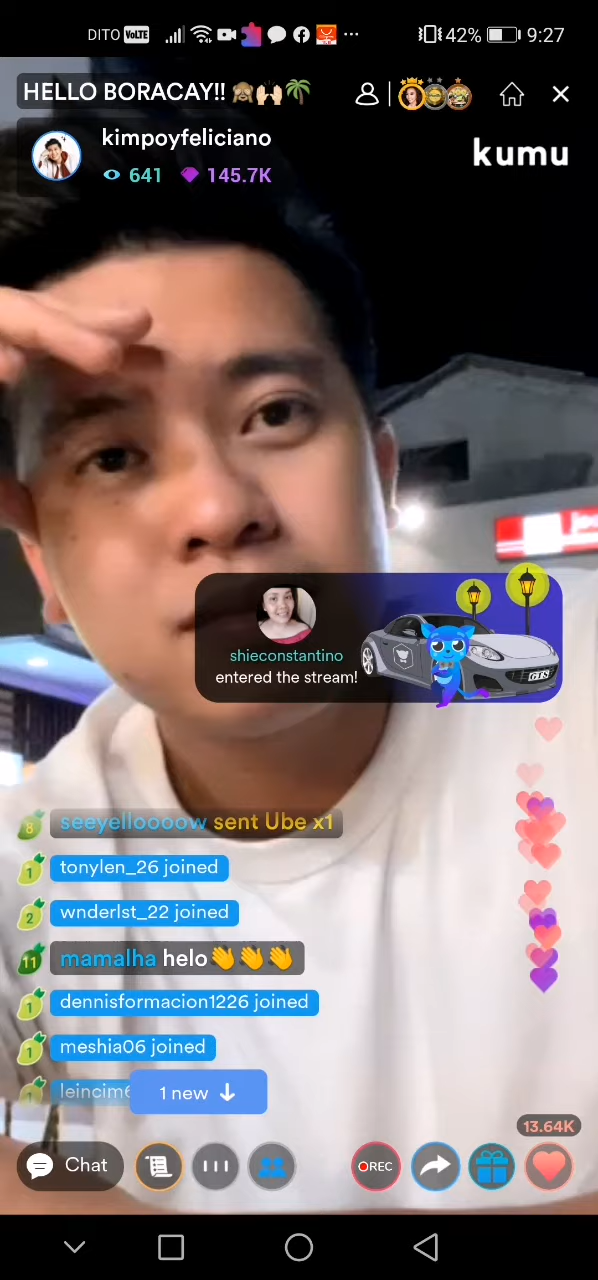 DITO VoLTE 42% 9:27
HELLO BORACAY!! 🙈🙌🏻🌴
kimpoyfeliciano
kumu
641 145.7K
shieconstantino
entered the stream!
8 seeyelloooow sent Ube x1
1 tonylen_26 joined
2 wnderlst_22 joined
11 mamalha helo👋👋👋
1 dennisformacion1226 joined
1 meshia06 joined
1 new
13.64K
Chat
REC